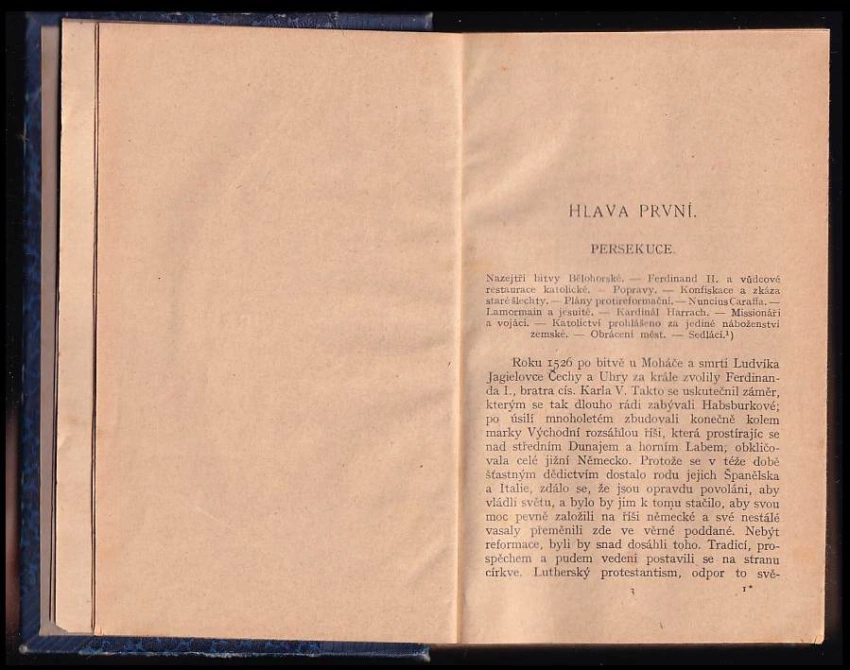 HLAVA PRVNÍ.
PERSEKUCE.
Nazejtří bitvy Bělohorské. — Ferdinand II. a vůdcové
restaurace katolické. — Popravy. — Konfiskace a zkáza
staré šlechty. — Plány protireformační. — Nuncius Caraffa. —
Lamormain a jesuité. — Kardinál Harrach. — Missionáři
a vojáci. — Katolictví prohlášeno za jediné náboženství
zemské. — Obrácení měst. — Sedláci.¹)
Roku 1526 po bitvě u Moháče a smrti Ludvíka
Jagielovce Čechy a Uhry za krále zvolily Ferdinan-
da I., bratra cís. Karla V. Takto se uskutečnil záměr,
kterým se tak dlouho rádi zabývali Habsburkové;
po úsilí mnoholetém zbudovali konečně kolem
marky Východní rozsáhlou říši, která prostírajíc se
nad středním Dunajem a horním Labem, obkličo-
vala celé jižní Německo. Protože se v téže době
šťastným dědictvím dostalo rodu jejich Španělska
a Italie, zdálo se, že jsou opravdu povoláni, aby
vládli světu, a bylo by jim k tomu stačilo, aby svou
moc pevně založili na říši německé a své nestálé
vasaly přeměnili zde ve věrné poddané. Nebýt
reformace, byli by snad dosáhli toho. Tradicí, pro-
spěchem a pudem vedeni postavili se na stranu
církve. Lutherský protestantism, odpor to svě-
1*